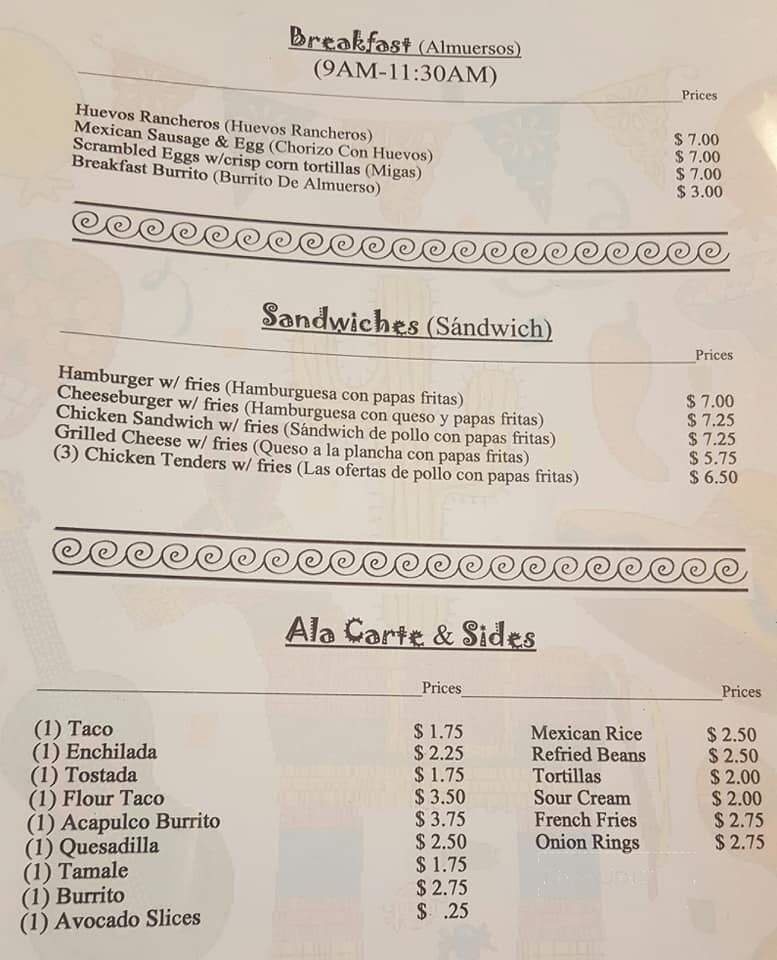 Breakfast (Almuersos)
(9AM-11:30AM)
Prices
Huevos Rancheros (Huevos Rancheros) $ 7.00
Mexican Sausage & Egg (Chorizo Con Huevos) $ 7.00
Scrambled Eggs w/crisp corn tortillas (Migas) $ 7.00
Breakfast Burrito (Burrito De Almuerso) $ 3.00
Sandwiches (Sándwich)
Prices
Hamburger w/ fries (Hamburguesa con papas fritas) $ 7.00
Cheeseburger w/ fries (Hamburguesa con queso y papas fritas) $ 7.25
Chicken Sandwich w/ fries (Sándwich de pollo con papas fritas) $ 7.25
Grilled Cheese w/ fries (Queso a la plancha con papas fritas) $ 5.75
(3) Chicken Tenders w/ fries (Las ofertas de pollo con papas fritas) $ 6.50
Ala Carte & Sides
Prices Prices
(1) Taco $ 1.75 Mexican Rice $ 2.50
(1) Enchilada $ 2.25 Refried Beans $ 2.50
(1) Tostada $ 1.75 Tortillas $ 2.00
(1) Flour Taco $ 3.50 Sour Cream $ 2.00
(1) Acapulco Burrito $ 3.75 French Fries $ 2.75
(1) Quesadilla $ 2.50 Onion Rings $ 2.75
(1) Tamale $ 1.75
(1) Burrito $ 2.75
(1) Avocado Slices $ .25